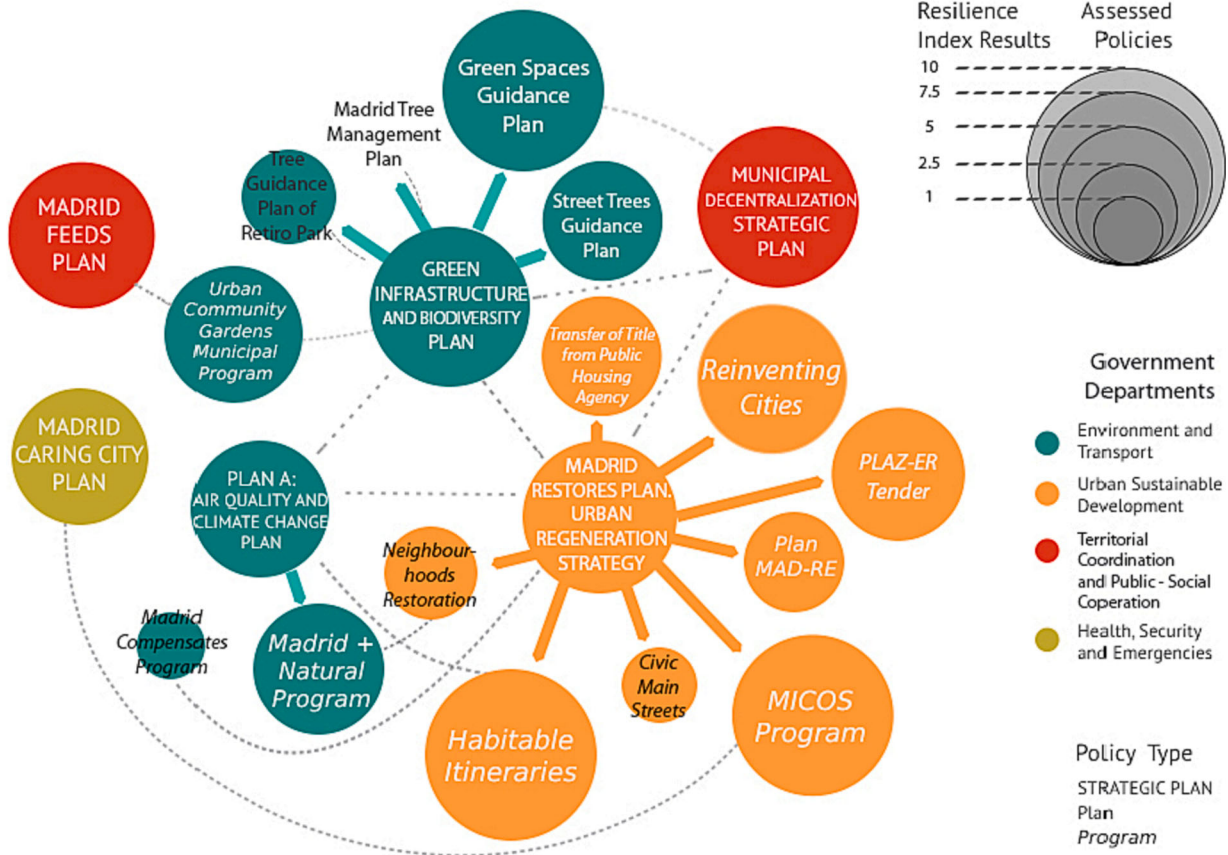 Resilience
Index Results
Assessed
Policies
10
7.5
5
2.5
1
Green Spaces
Guidance
Plan
Madrid Tree
Management
Plan
Tree
Guidance
Plan of
Retiro Park
Street Trees
Guidance
Plan
MUNICIPAL
DECENTRALIZATION
STRATEGIC
PLAN
MADRID
FEEDS
PLAN
GREEN
INFRASTRUCTURE
AND BIODIVERSITY
PLAN
Urban
Community
Gardens
Municipal
Program
Transfer of Title
from Public
Housing
Agency
Reinventing
Cities
MADRID
CARING CITY
PLAN
PLAN A:
AIR QUALITY AND
CLIMATE CHANGE
PLAN
MADRID
RESTORES PLAN.
URBAN
REGENERATION
STRATEGY
PLAZ-ER
Tender
Plan
MAD-RE
Neighbour-
hoods
Restoration
Madrid
Compensates
Program
Madrid +
Natural
Program
Habitable
Itineraries
Civic
Main
Streets
MICOS
Program
Government
Departments
Environment and
Transport
Urban Sustainable
Development
Territorial
Coordination
and Public - Social
Coperation
Health, Security
and Emergencies
Policy Type
STRATEGIC PLAN
Plan
Program